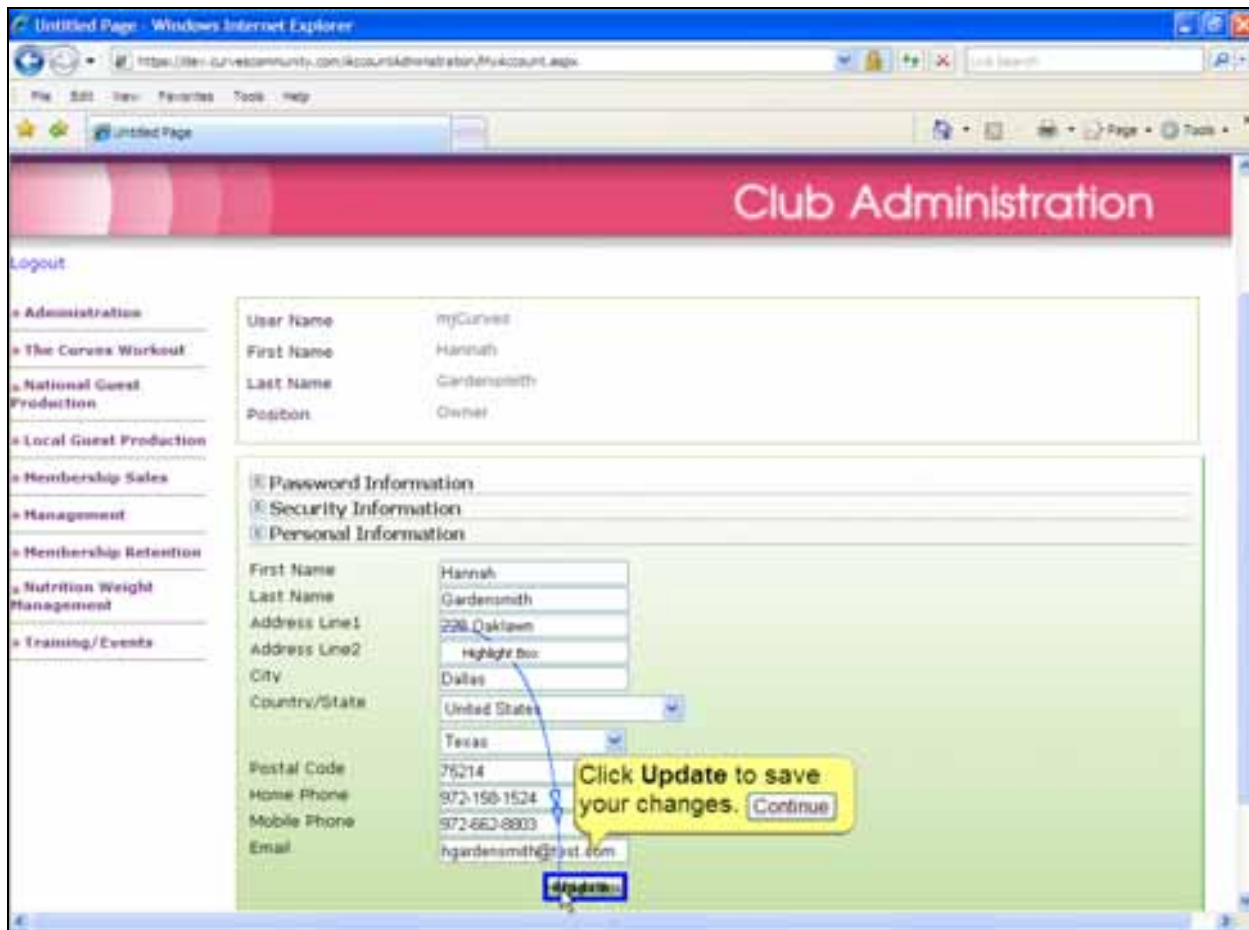 Untitled Page - Windows Internet Explorer
File Edit View Favorites Tools Help
Untitled Page
Page Tools
Club Administration
Logout
Administration
The Curves Workout
National Guest
Production
Local Guest Production
Membership Sales
Management
Membership Retention
Nutrition Weight
Management
Training/Events
User Name mjCurves
First Name Hannah
Last Name Gardensmith
Position Owner
Password Information
Security Information
Personal Information
First Name Hannah
Last Name Gardensmith
Address Line1 Oaklawn
Address Line2 Highlight Box
City Dallas
Country/State United States
Texas
Postal Code 75214
Home Phone 972-158-1524
Mobile Phone 972-662-8803
Email hgardensmith@test.com
Click Update to save
your changes. Continue
Update